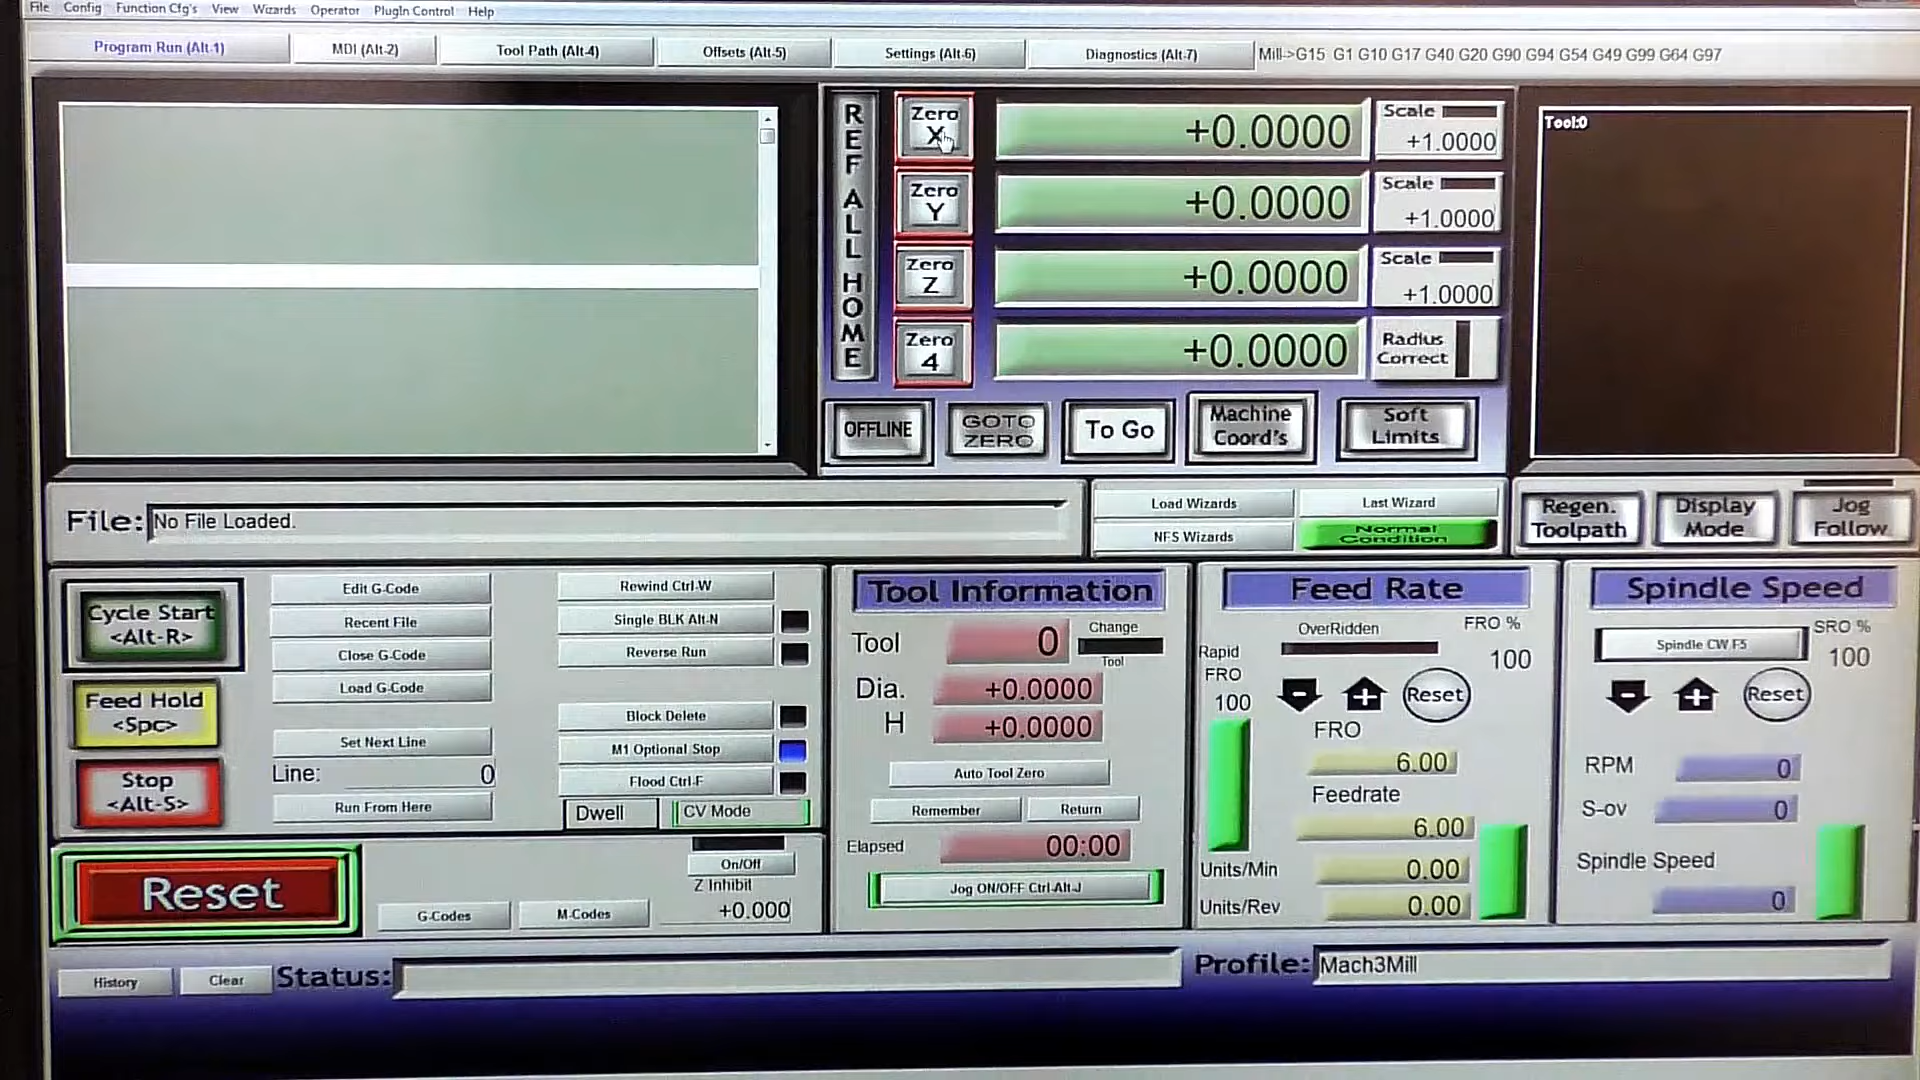 File Config Function Cfg's View Wizards Operator PlugIn Control Help
Program Run (Alt-1) MDI (Alt-2) Tool Path (Alt-4) Offsets (Alt-5) Settings (Alt-6) Diagnostics (Alt-7) Mill->G15 G1 G10 G17 G40 G20 G90 G94 G54 G49 G99 G64 G97
REF ALL HOME
Zero X +0.0000 Scale +1.0000
Zero Y +0.0000 Scale +1.0000
Zero Z +0.0000 Scale +1.0000
Zero 4 +0.0000 Radius Correct
Tool:0
OFFLINE GOTO ZERO To Go Machine Coord's Soft Limits
File: No File Loaded.
Load Wizards Last Wizard
NFS Wizards Normal Condition
Regen. Toolpath Display Mode Jog Follow
Cycle Start <Alt-R>
Feed Hold <Spc>
Stop <Alt-S>
Edit G-Code
Recent File
Close G-Code
Load G-Code
Set Next Line
Line: 0
Run From Here
Rewind Ctrl-W
Single BLK Alt-N
Reverse Run
Block Delete
M1 Optional Stop
Flood Ctrl-F
Dwell CV Mode
Reset
G-Codes M-Codes
On/Off
Z Inhibit
+0.000
Tool Information
Tool 0 Change Tool
Dia. +0.0000
H +0.0000
Auto Tool Zero
Remember Return
Elapsed 00:00
Jog ON/OFF Ctrl-Alt-J
Feed Rate
OverRidden FRO %
100
Rapid FRO
100
Reset
FRO
6.00
Feedrate
6.00
Units/Min 0.00
Units/Rev 0.00
Spindle Speed
Spindle CW F5 SRO %
100
Reset
RPM 0
S-ov 0
Spindle Speed
0
History Clear Status:
Profile: Mach3Mill